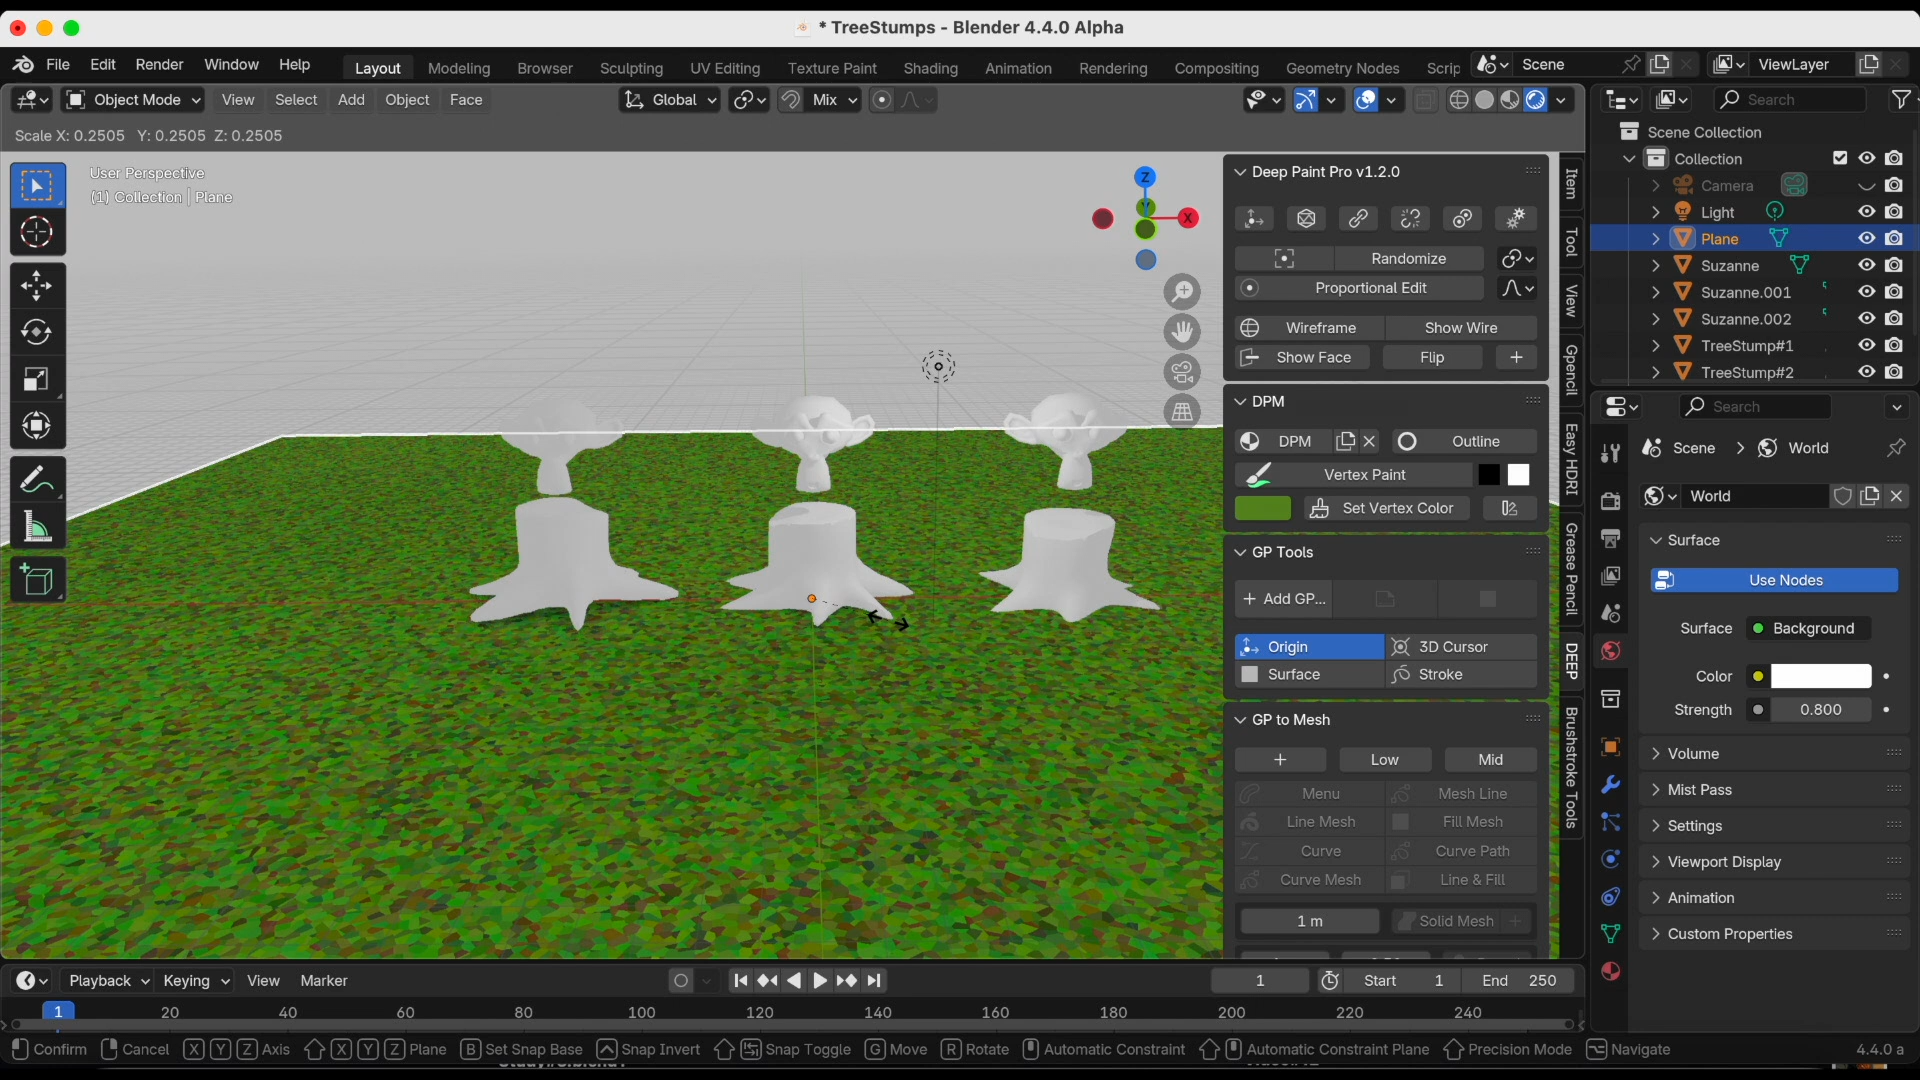 * TreeStumps - Blender 4.4.0 Alpha
File Edit Render Window Help Layout Modeling Browser Sculpting UV Editing Texture Paint Shading Animation Rendering Compositing Geometry Nodes Scrip Scene ViewLayer
Object Mode View Select Add Object Face Global Mix Search
Scale X: 0.2505 Y: 0.2505 Z: 0.2505
User Perspective
(1) Collection | Plane
Z
Y
X
Deep Paint Pro v1.2.0
Randomize
Proportional Edit
Wireframe Show Wire
Show Face Flip +
DPM
DPM Outline
Vertex Paint
Set Vertex Color
GP Tools
+ Add GP...
Origin 3D Cursor
Surface Stroke
GP to Mesh
+ Low Mid
Menu Mesh Line
Line Mesh Fill Mesh
Curve Curve Path
Curve Mesh Line & Fill
1 m Solid Mesh +
Item
Tool
View
Gpencil
Easy HDRI
Grease Pencil
DEEP
Brushstroke Tools
Scene Collection
Collection
Camera
Light
Plane
Suzanne
Suzanne.001
Suzanne.002
TreeStump#1
TreeStump#2
Search
Scene > World
World
Surface
Use Nodes
Surface Background
Color
Strength 0.800
Volume
Mist Pass
Settings
Viewport Display
Animation
Custom Properties
Playback Keying View Marker 1 Start 1 End 250
1 20 40 60 80 100 120 140 160 180 200 220 240
Confirm Cancel X Y Z Axis X Y Z Plane B Set Snap Base Snap Invert Snap Toggle G Move R Rotate Automatic Constraint Automatic Constraint Plane Precision Mode Navigate 4.4.0 a